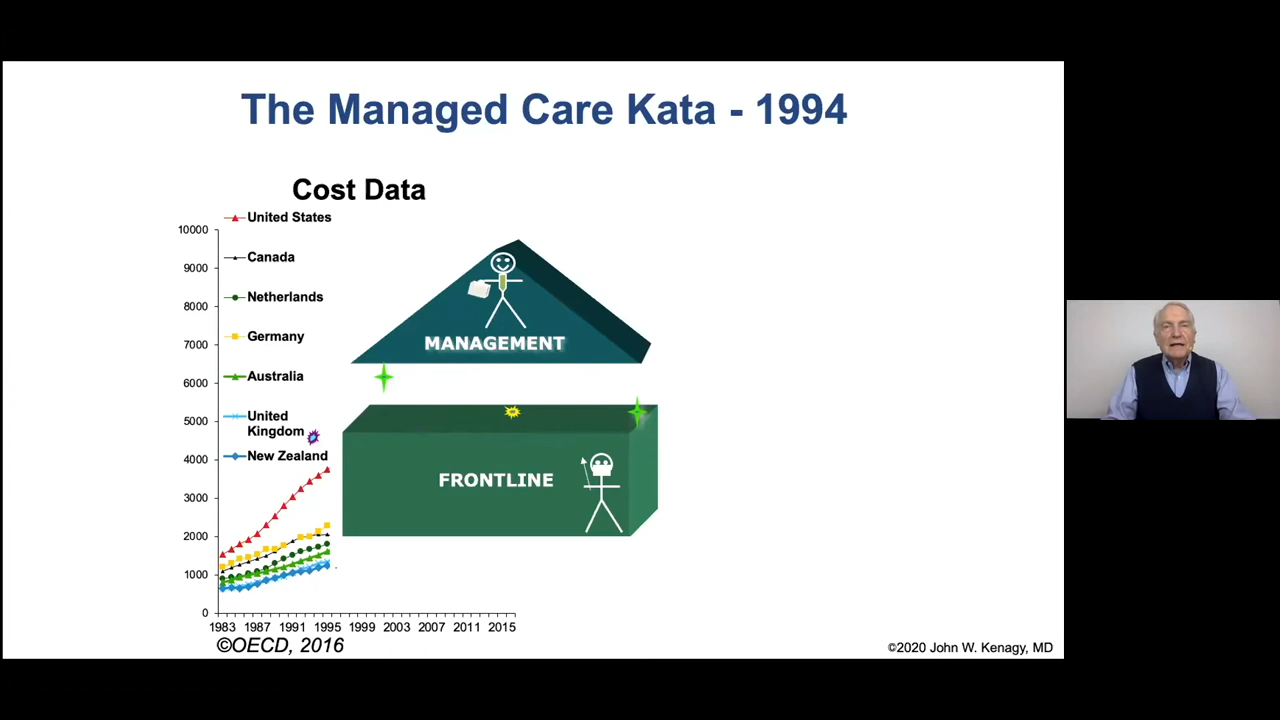 The Managed Care Kata - 1994
Cost Data
United States
Canada
Netherlands
Germany
Australia
United
Kingdom
New Zealand
10000
9000
8000
7000
6000
5000
4000
3000
2000
1000
0
1983 1987 1991 1995 1999 2003 2007 2011 2015
MANAGEMENT
FRONTLINE
©OECD, 2016
©2020 John W. Kenagy, MD